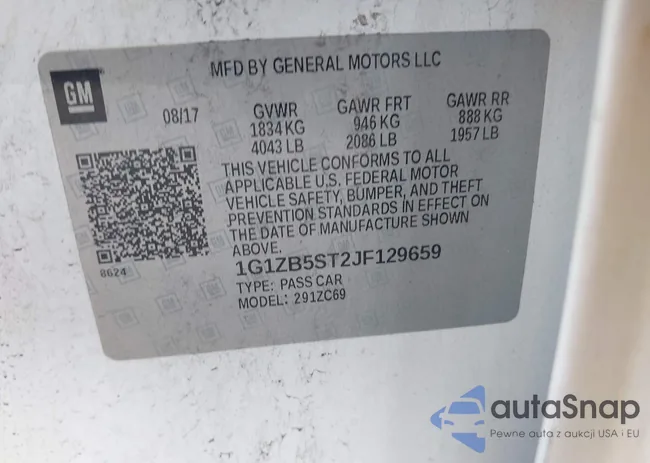 MFD BY GENERAL MOTORS LLC
GM
08/17
GVWR GAWR FRT GAWR RR
1834 KG 946 KG 888 KG
4043 LB 2086 LB 1957 LB
THIS VEHICLE CONFORMS TO ALL
APPLICABLE U.S. FEDERAL MOTOR
VEHICLE SAFETY, BUMPER, AND THEFT
PREVENTION STANDARDS IN EFFECT ON
THE DATE OF MANUFACTURE SHOWN
ABOVE.
8624
1G1ZB5ST2JF129659
TYPE: PASS CAR
MODEL: 291ZC69
autaSnap
Pewne auta z aukcji USA i EU